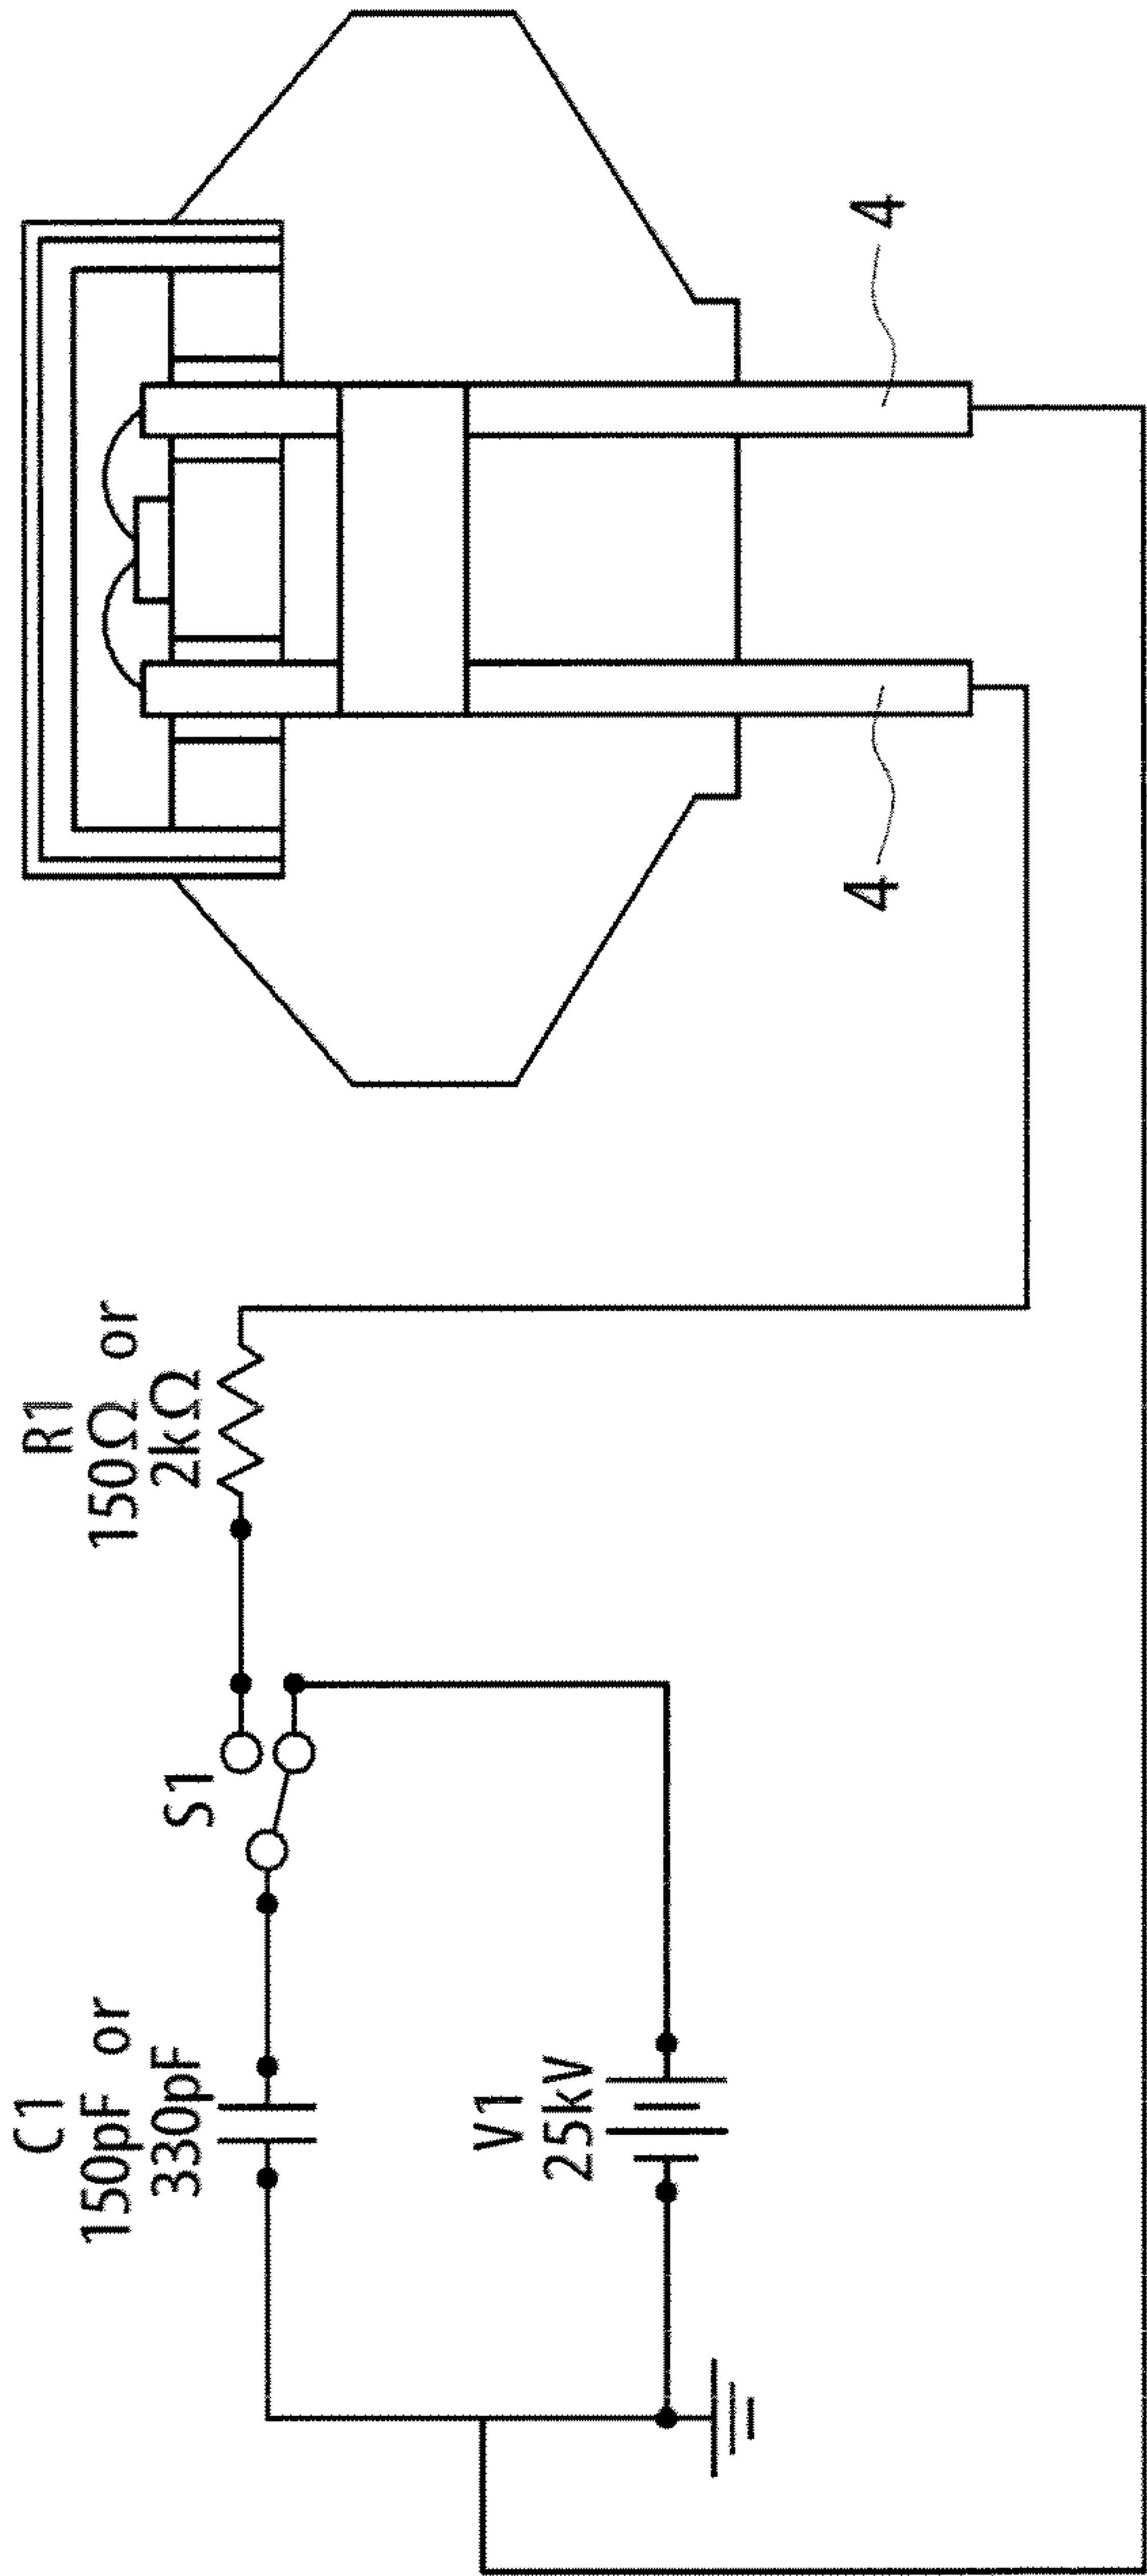 C1
150pF or
330pF
S1
R1
150Ω or
2kΩ
V1
25kV
4
4